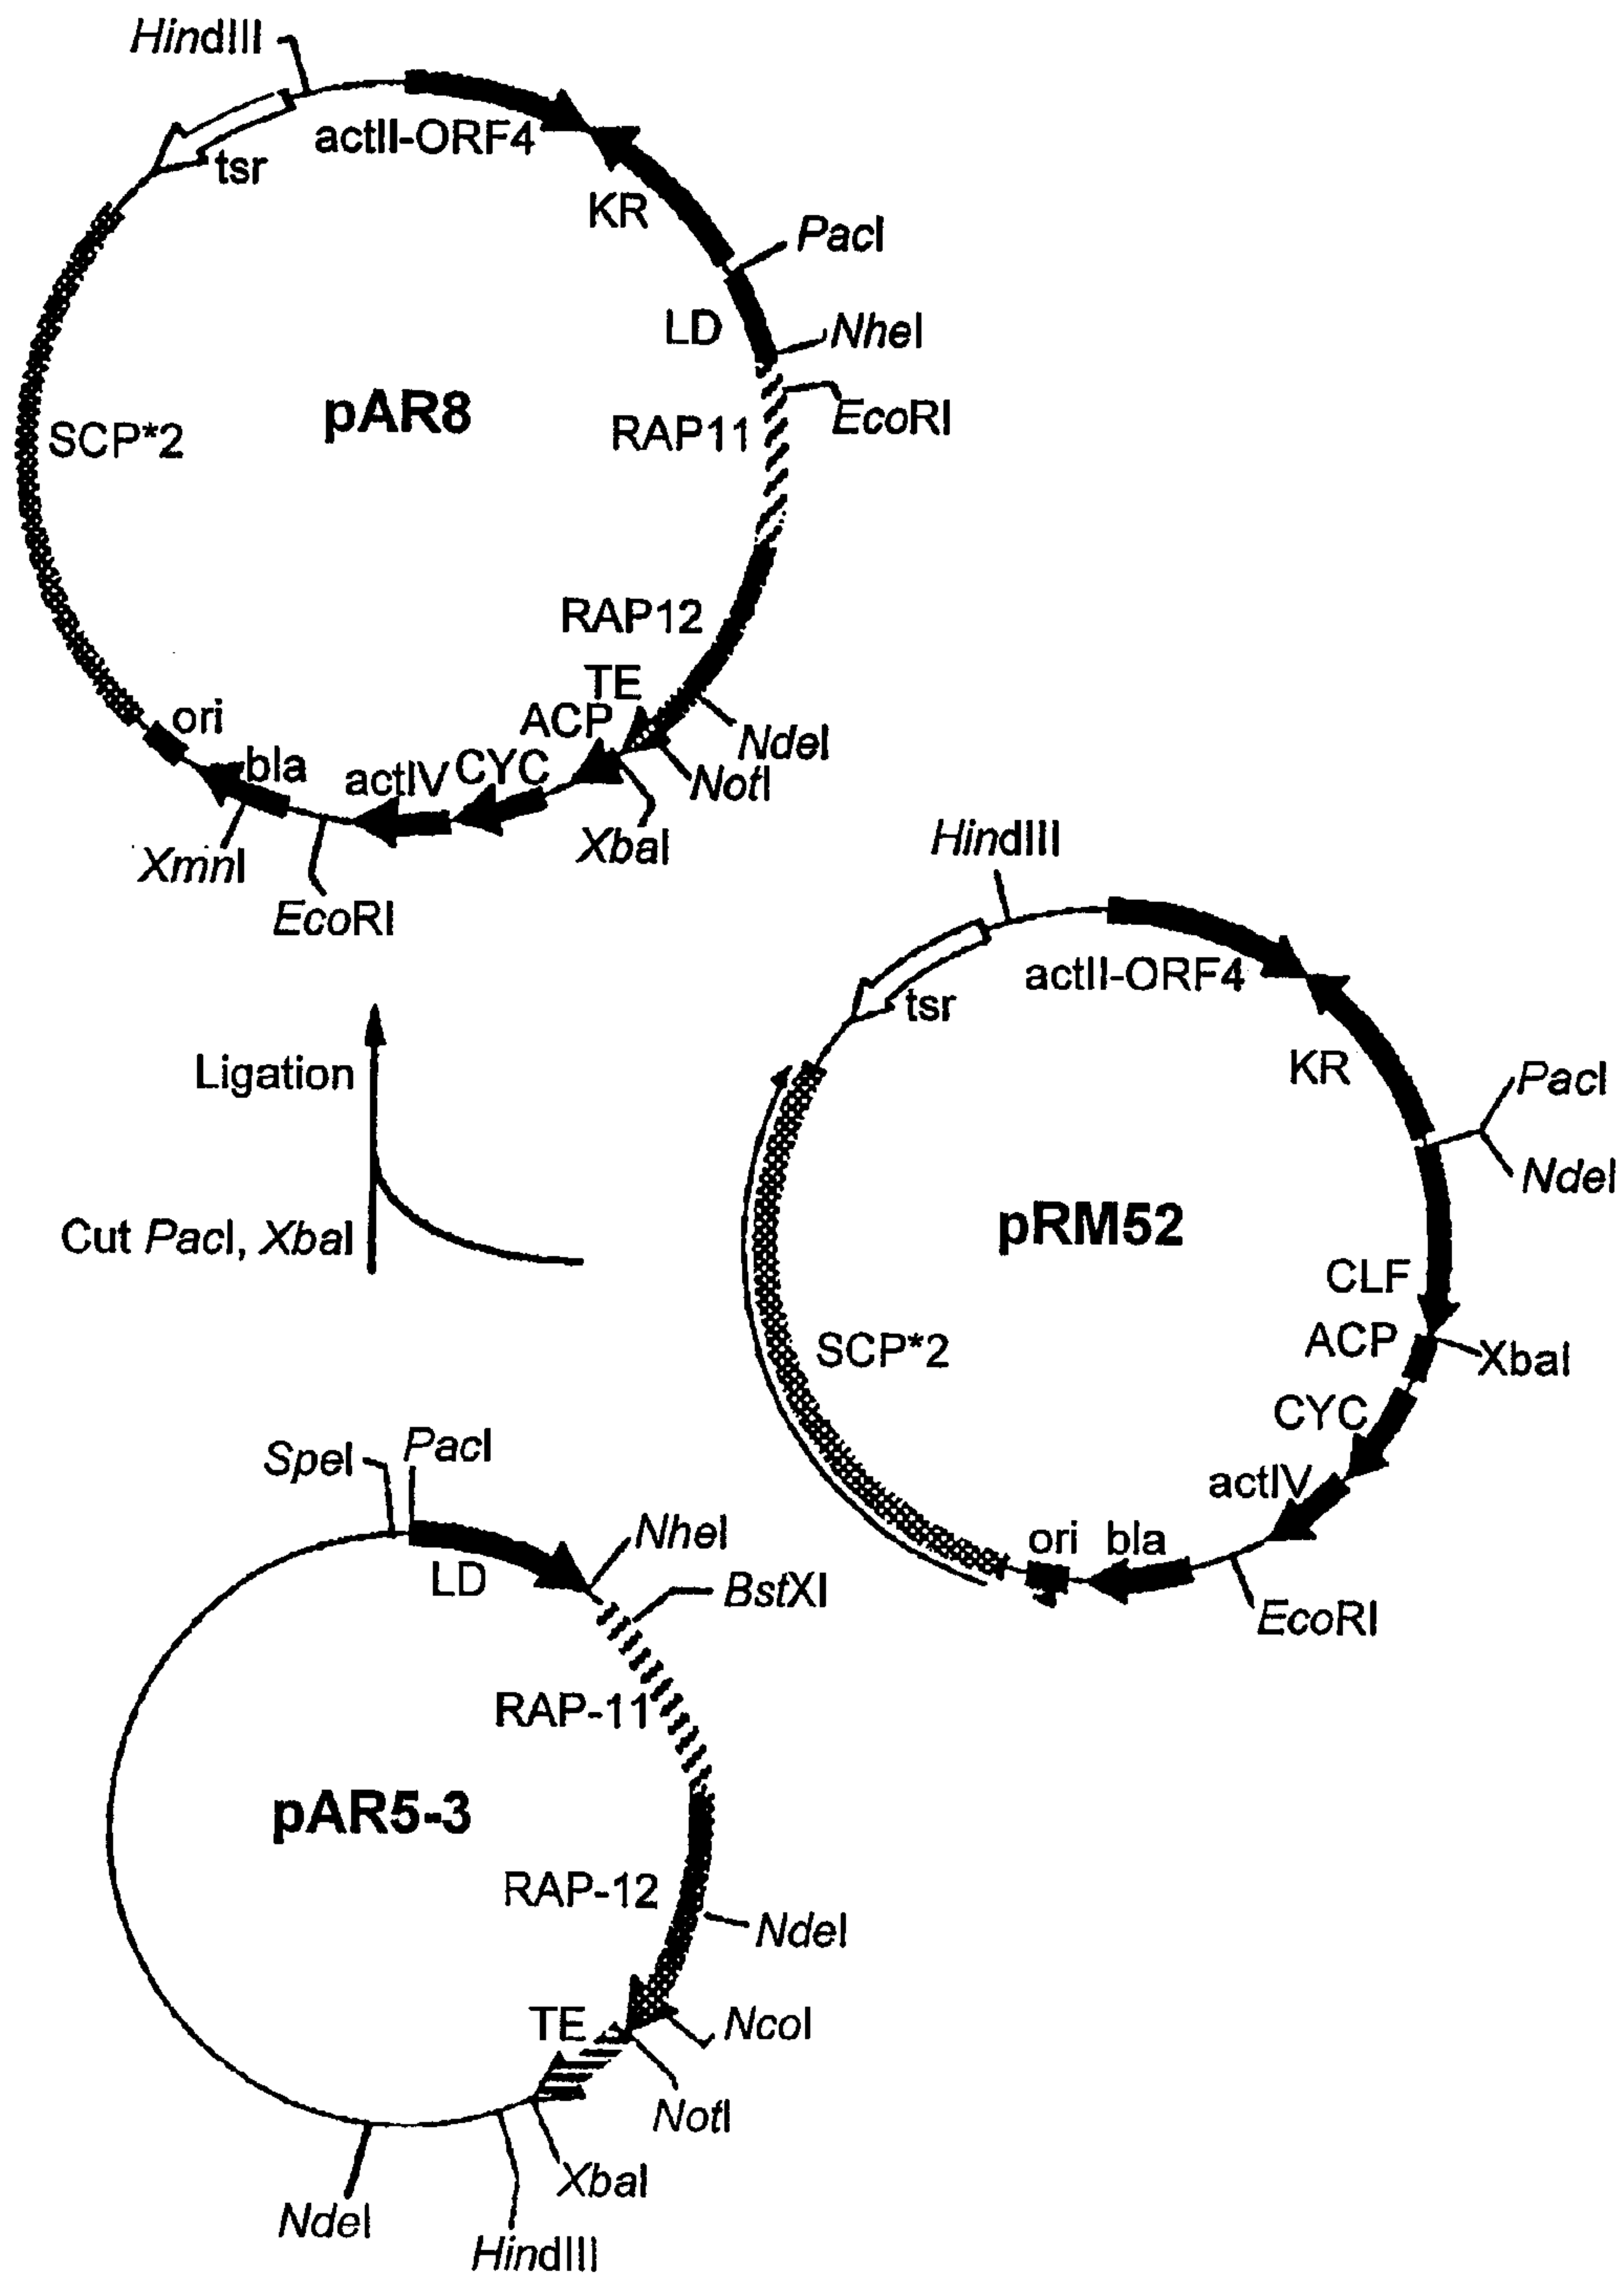 HindIII
actII-ORF4
tsr
KR
PacI
LD
NheI
pAR8
EcoRI
RAP11
SCP*2
RAP12
TE
ACP
NdeI
ori
NotI
bla
actIV
CYC
XbaI
XmnI
EcoRI
HindIII
actII-ORF4
tsr
KR
PacI
NdeI
pRM52
CLF
ACP
XbaI
SCP*2
CYC
actIV
ori
bla
EcoRI
Ligation
Cut PacI, XbaI
SpeI
PacI
NheI
LD
BstXI
RAP-11
pAR5-3
RAP-12
NdeI
TE
NcoI
NotI
XbaI
NdeI
HindIII